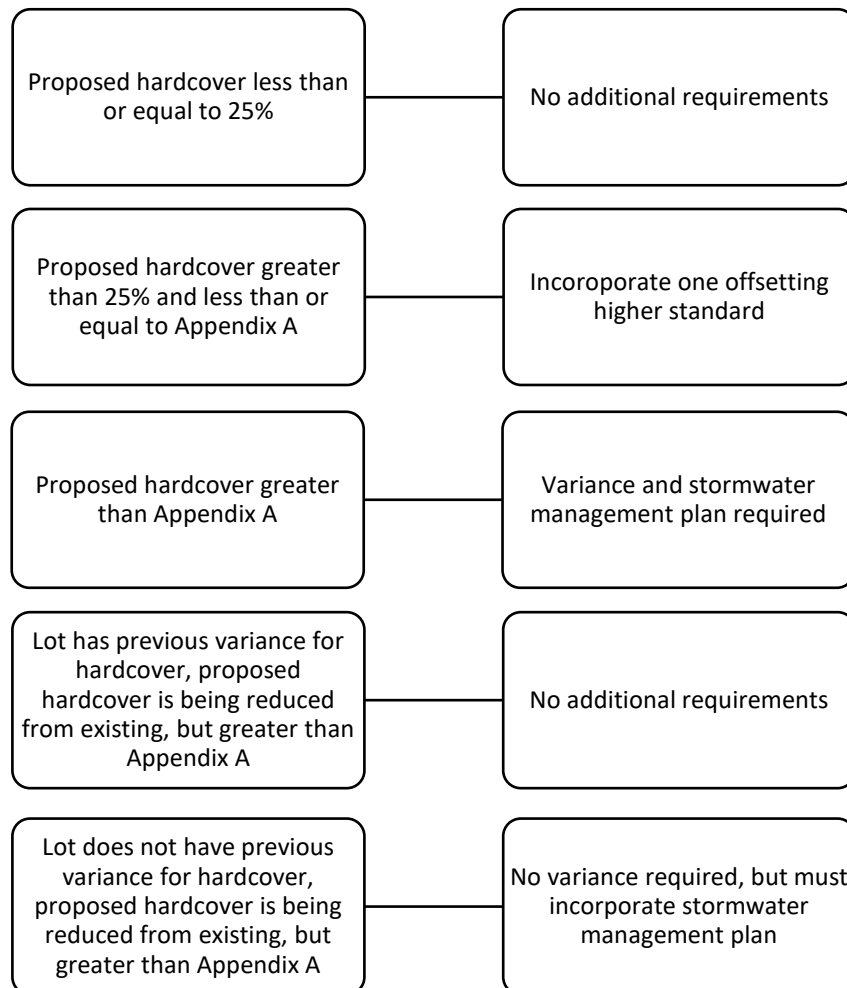 Proposed hardcover less than
or equal to 25%
No additional requirements
Proposed hardcover greater
than 25% and less than or
equal to Appendix A
Incoroporate one offsetting
higher standard
Proposed hardcover greater
than Appendix A
Variance and stormwater
management plan required
Lot has previous variance for
hardcover, proposed
hardcover is being reduced
from existing, but greater than
Appendix A
No additional requirements
Lot does not have previous
variance for hardcover,
proposed hardcover is being
reduced from existing, but
greater than Appendix A
No variance required, but must
incorporate stormwater
management plan